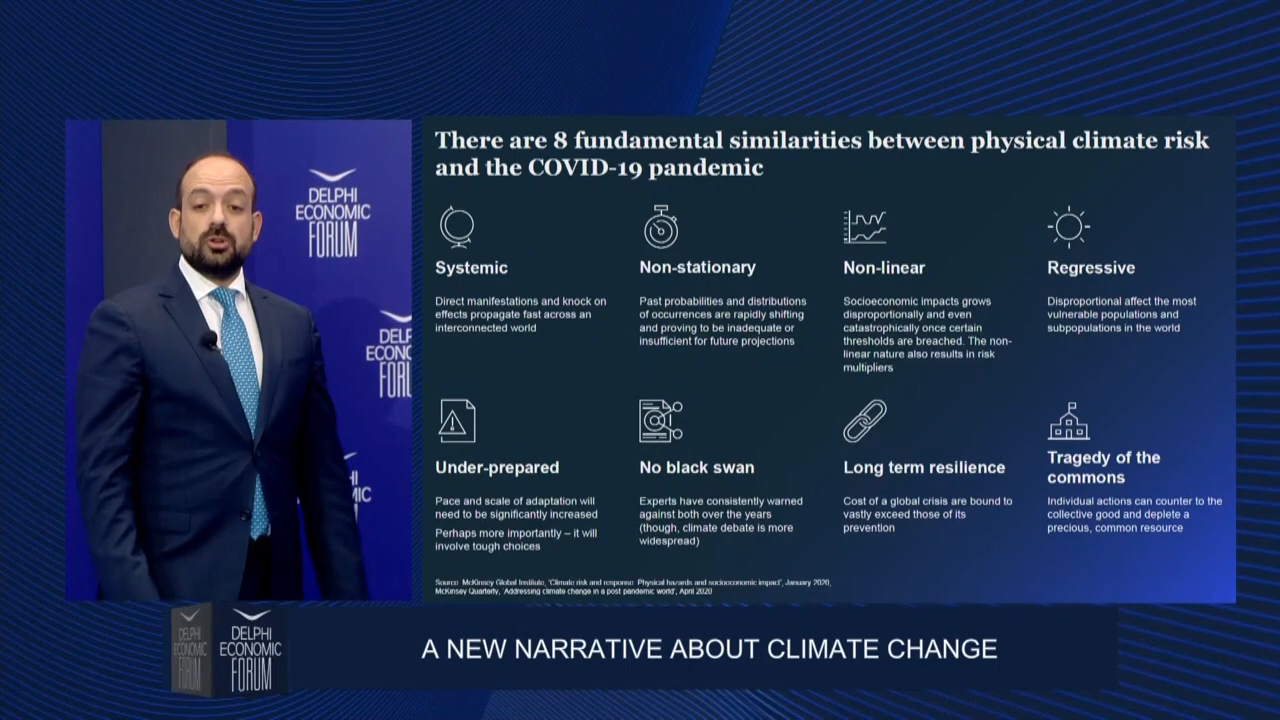 DELPHI
ECONOMIC
FORUM
DELPHI
ECONOMIC
FORUM
There are 8 fundamental similarities between physical climate risk
and the COVID-19 pandemic
Systemic
Direct manifestations and knock on
effects propagate fast across an
interconnected world
Non-stationary
Past probabilities and distributions
of occurrences are rapidly shifting
and proving to be inadequate or
insufficient for future projections
Non-linear
Socioeconomic impacts grows
disproportionally and even
catastrophically once certain
thresholds are breached. The non-
linear nature also results in risk
multipliers
Regressive
Disproportional affect the most
vulnerable populations and
subpopulations in the world
Under-prepared
Pace and scale of adaptation will
need to be significantly increased
Perhaps more importantly – it will
involve tough choices
No black swan
Experts have consistently warned
against both over the years
(though, climate debate is more
widespread)
Long term resilience
Cost of a global crisis are bound to
vastly exceed those of its
prevention
Tragedy of the
commons
Individual actions can counter to the
collective good and deplete a
precious, common resource
Source: McKinsey Global Institute, 'Climate risk and response: Physical hazards and socioeconomic impact', January 2020,
McKinsey Quarterly, 'Addressing climate change in a post pandemic world', April 2020
DELPHI
ECONOMIC
FORUM
DELPHI
ECONOMIC
FORUM
A NEW NARRATIVE ABOUT CLIMATE CHANGE